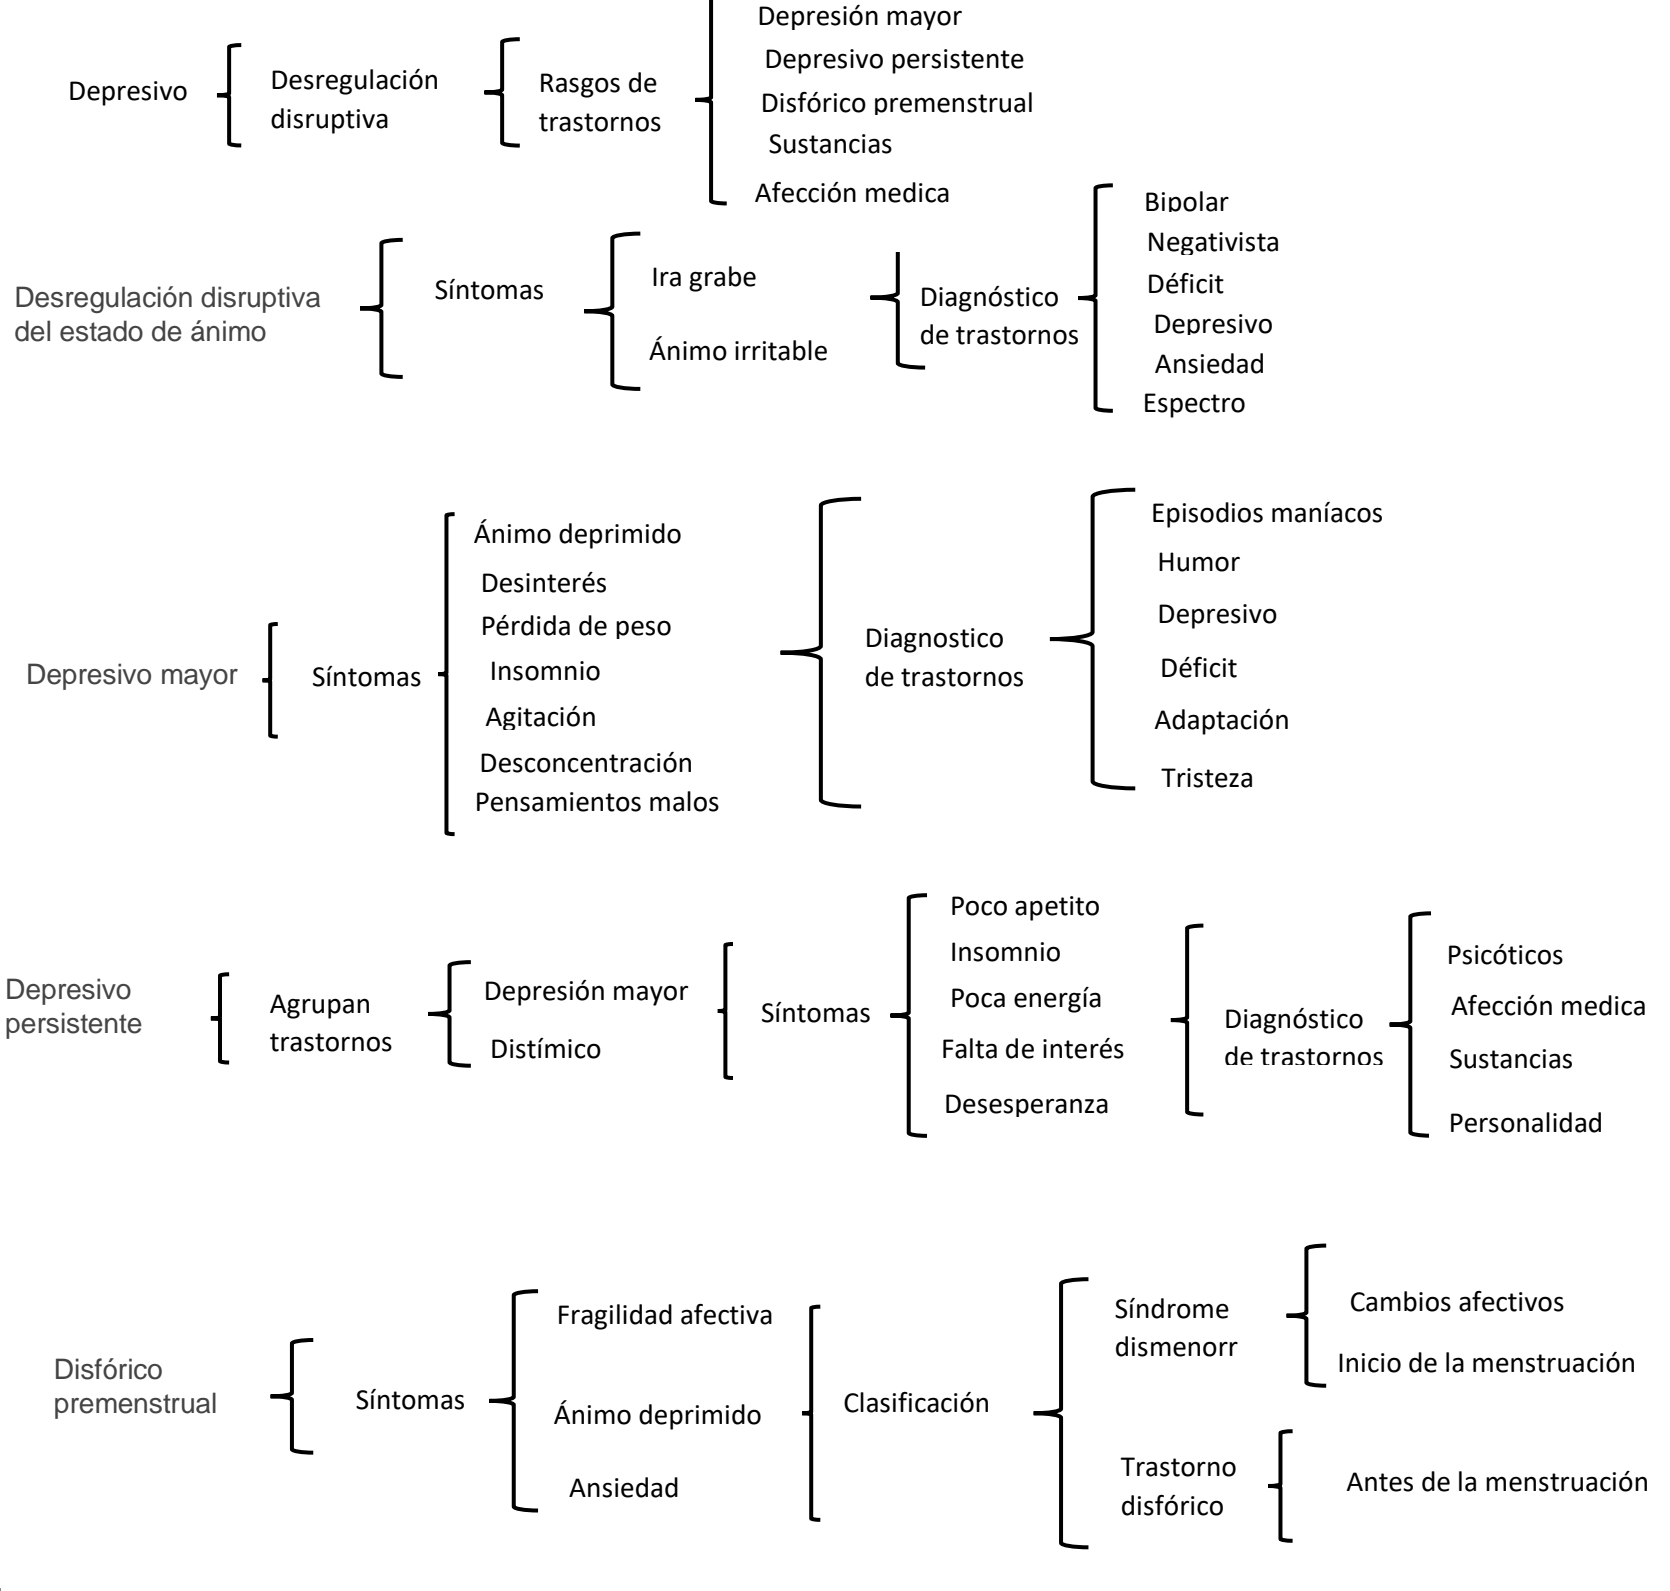 Depresivo
Desregulación
disruptiva
Rasgos de
trastornos
Depresión mayor
Depresivo persistente
Disfórico premenstrual
Sustancias
Afección medica
Desregulación disruptiva
del estado de ánimo
Síntomas
Ira grabe
Ánimo irritable
Diagnóstico
de trastornos
Bipolar
Negativista
Déficit
Depresivo
Ansiedad
Espectro
Depresivo mayor
Síntomas
Ánimo deprimido
Desinterés
Pérdida de peso
Insomnio
Agitación
Desconcentración
Pensamientos malos
Diagnostico
de trastornos
Episodios maníacos
Humor
Depresivo
Déficit
Adaptación
Tristeza
Depresivo
persistente
Agrupan
trastornos
Depresión mayor
Distímico
Síntomas
Poco apetito
Insomnio
Poca energía
Falta de interés
Desesperanza
Diagnóstico
de trastornos
Psicóticos
Afección medica
Sustancias
Personalidad
Disfórico
premenstrual
Síntomas
Fragilidad afectiva
Ánimo deprimido
Ansiedad
Clasificación
Síndrome
dismenorr
Cambios afectivos
Inicio de la menstruación
Trastorno
disfórico
Antes de la menstruación